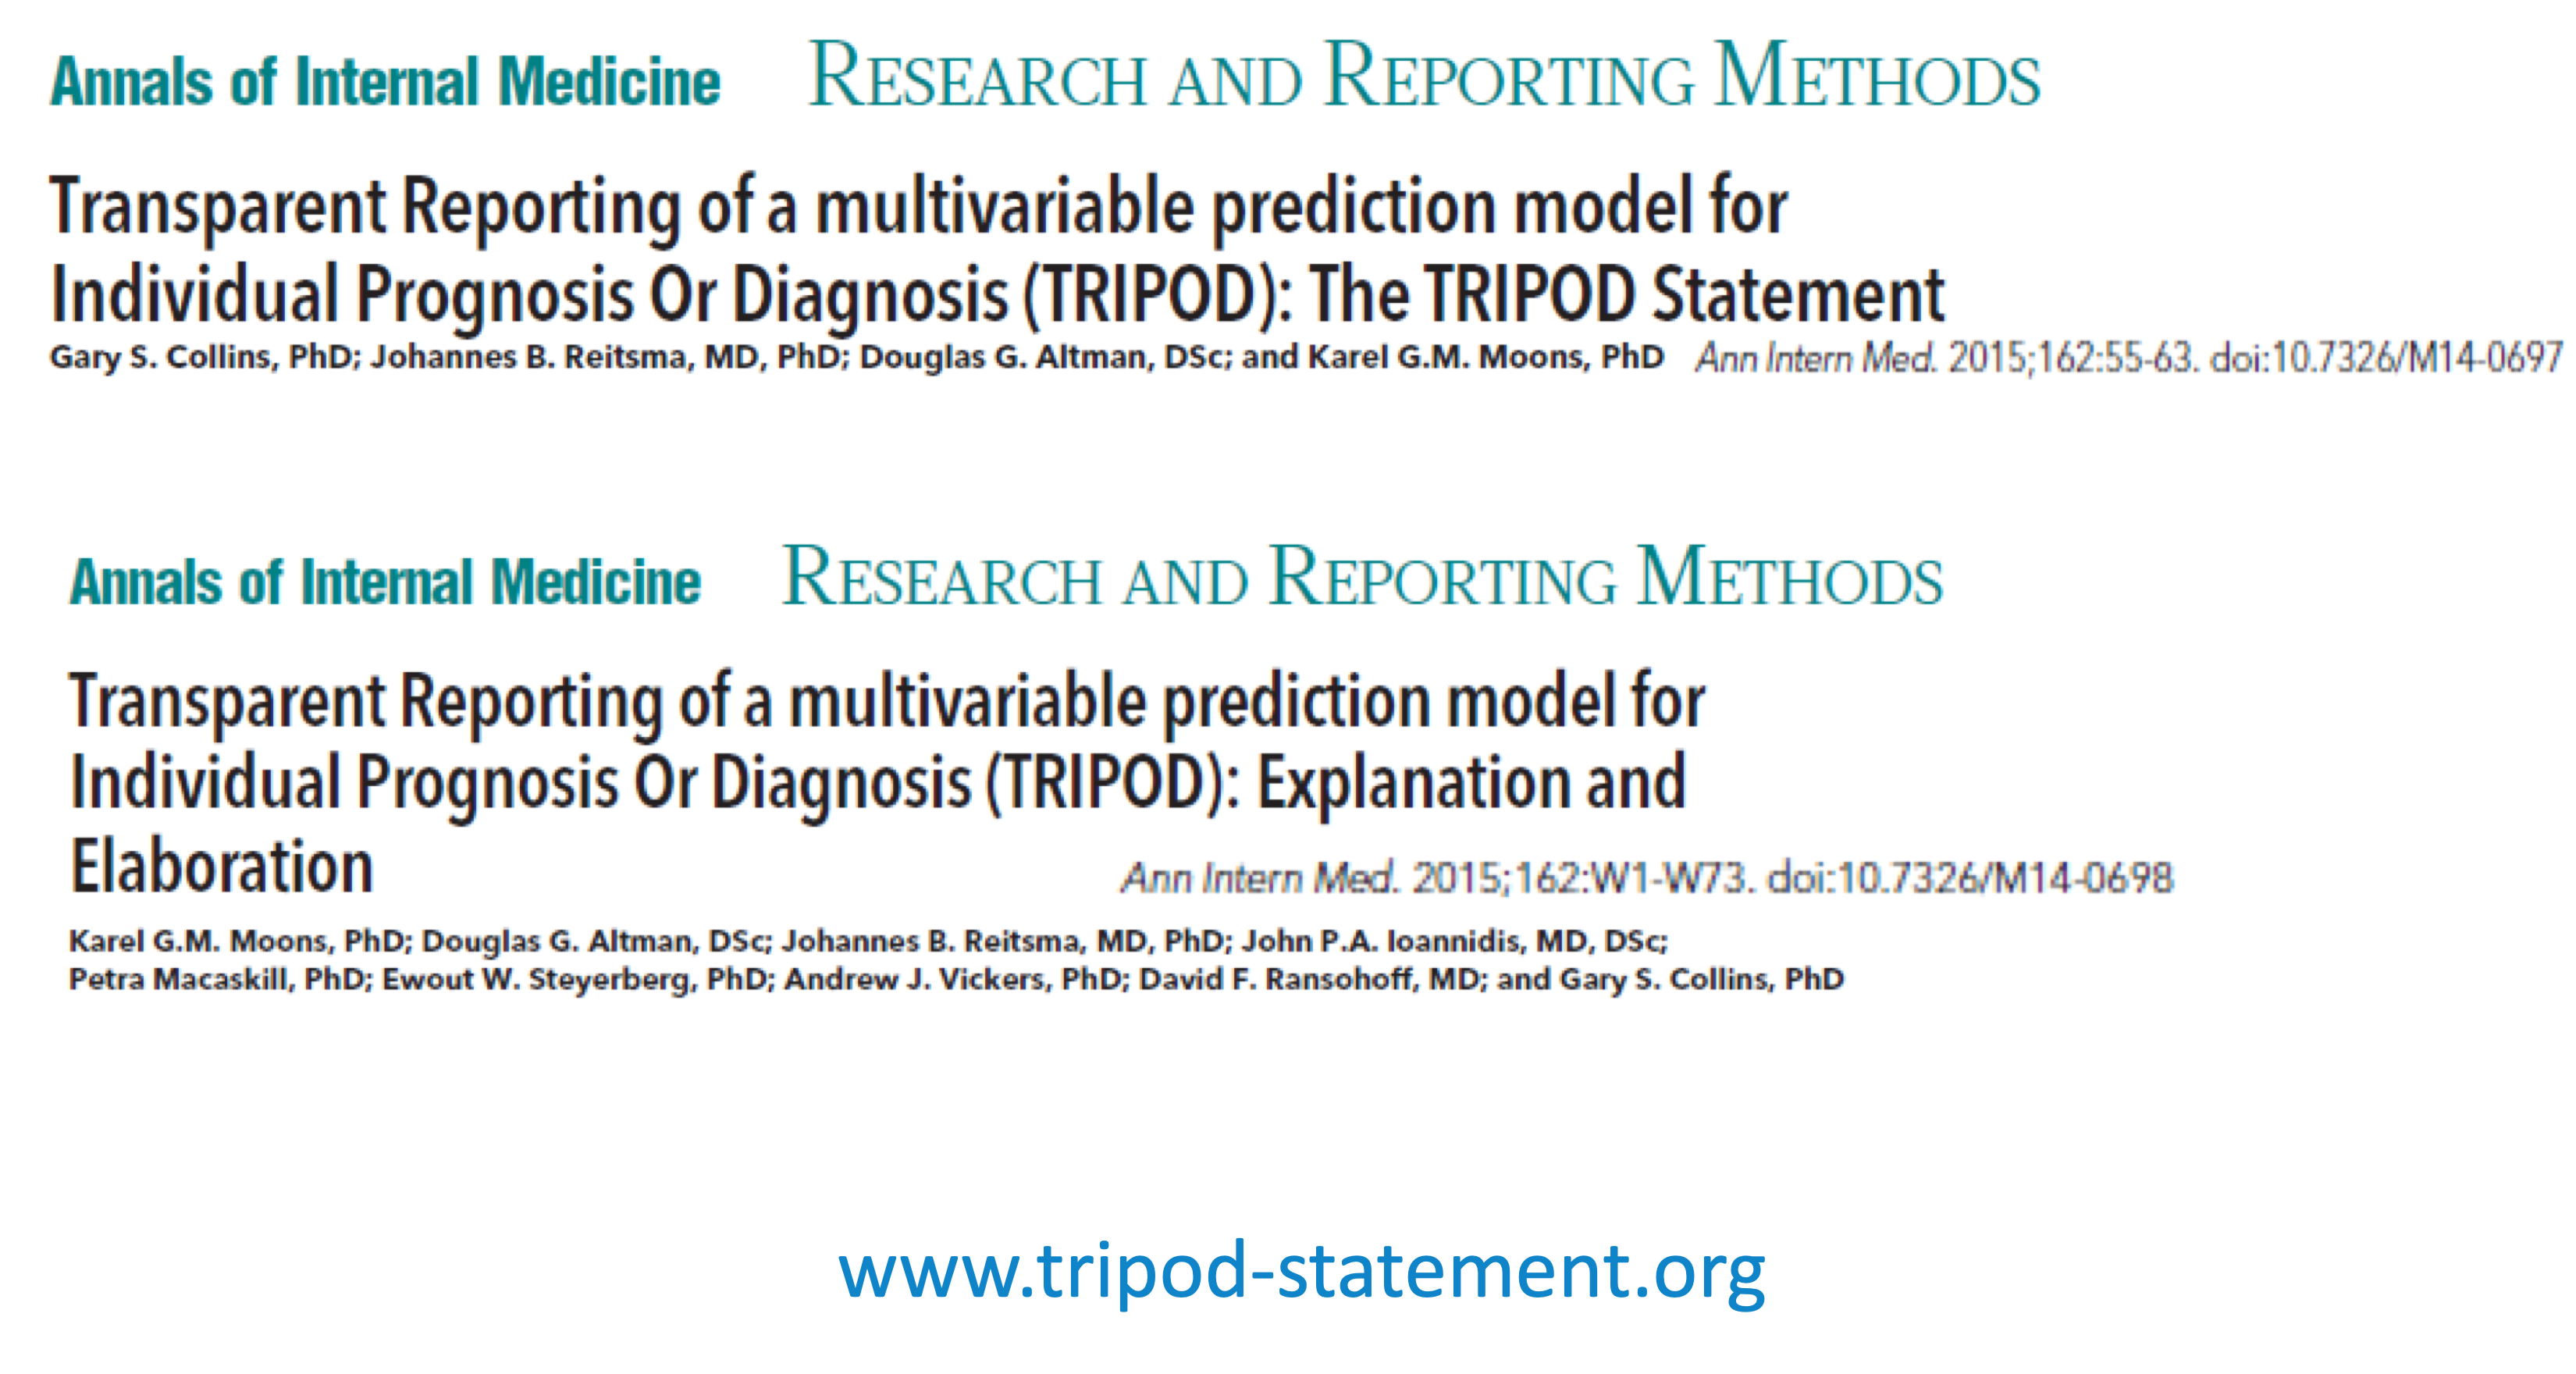 Annals of Internal Medicine RESEARCH AND REPORTING METHODS
Transparent Reporting of a multivariable prediction model for
Individual Prognosis Or Diagnosis (TRIPOD): The TRIPOD Statement
Gary S. Collins, PhD; Johannes B. Reitsma, MD, PhD; Douglas G. Altman, DSc; and Karel G.M. Moons, PhD Ann Intern Med. 2015;162:55-63. doi:10.7326/M14-0697
Annals of Internal Medicine RESEARCH AND REPORTING METHODS
Transparent Reporting of a multivariable prediction model for
Individual Prognosis Or Diagnosis (TRIPOD): Explanation and
Elaboration
Ann Intern Med. 2015;162:W1-W73. doi:10.7326/M14-0698
Karel G.M. Moons, PhD; Douglas G. Altman, DSc; Johannes B. Reitsma, MD, PhD; John P.A. Ioannidis, MD, DSc;
Petra Macaskill, PhD; Ewout W. Steyerberg, PhD; Andrew J. Vickers, PhD; David F. Ransohoff, MD; and Gary S. Collins, PhD
www.tripod-statement.org